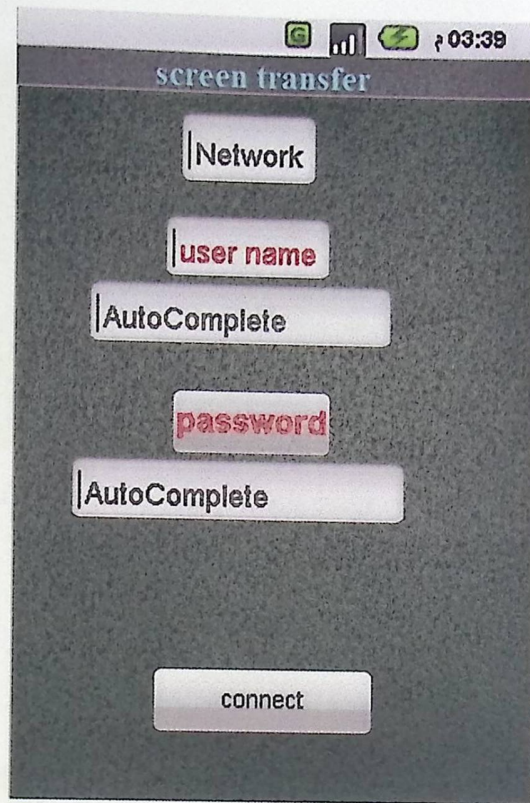 G م 03:39
screen transfer
Network
user name
AutoComplete
password
AutoComplete
connect